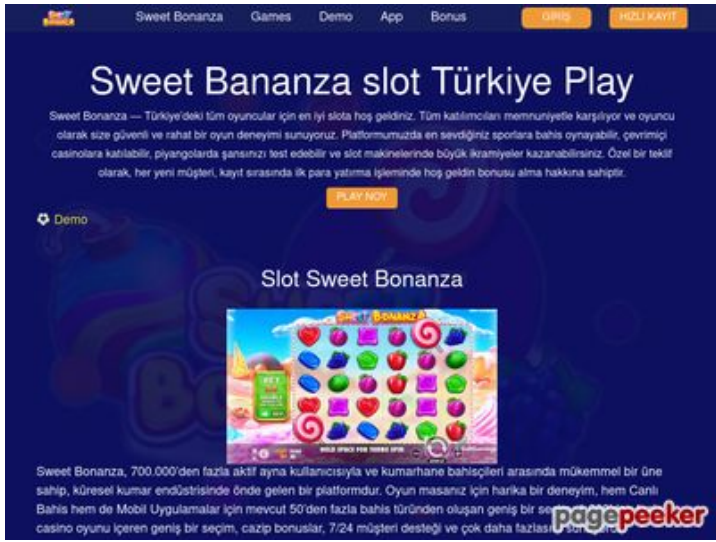 Sweet Bonanza Games Demo App Bonus GİRİŞ HIZLI KAYIT
Sweet Bananza slot Türkiye Play
Sweet Bonanza — Türkiye'deki tüm oyuncular için en iyi slota hoş geldiniz. Tüm katılımcıları memnuniyetle karşılıyor ve oyuncu
olarak size güvenli ve rahat bir oyun deneyimi sunuyoruz. Platformumuzda en sevdiğiniz sporlara bahis oynayabilir, çevrimiçi
casinolara katılabilir, piyangolarda şansınızı test edebilir ve slot makinelerinde büyük ikramiyeler kazanabilirsiniz. Özel bir teklif
olarak, her yeni müşteri, kayıt sırasında ilk para yatırma işleminde hoş geldin bonusu alma hakkına sahiptir.
PLAY NOY
Demo
Slot Sweet Bonanza
SWEET BONANZA
HOLD SPACE FOR TURBO SPIN
Sweet Bonanza, 700.000'den fazla aktif ayna kullanıcısıyla ve kumarhane bahisçileri arasında mükemmel bir üne
sahip, küresel kumar endüstrisinde önde gelen bir platformdur. Oyun masanız için harika bir deneyim, hem Canlı
Bahis hem de Mobil Uygulamalar için mevcut 50'den fazla bahis türünden oluşan geniş bir
casino oyunu içeren geniş bir seçim, cazip bonuslar, 7/24 müşteri desteği ve çok daha fazlası
pagepeeker